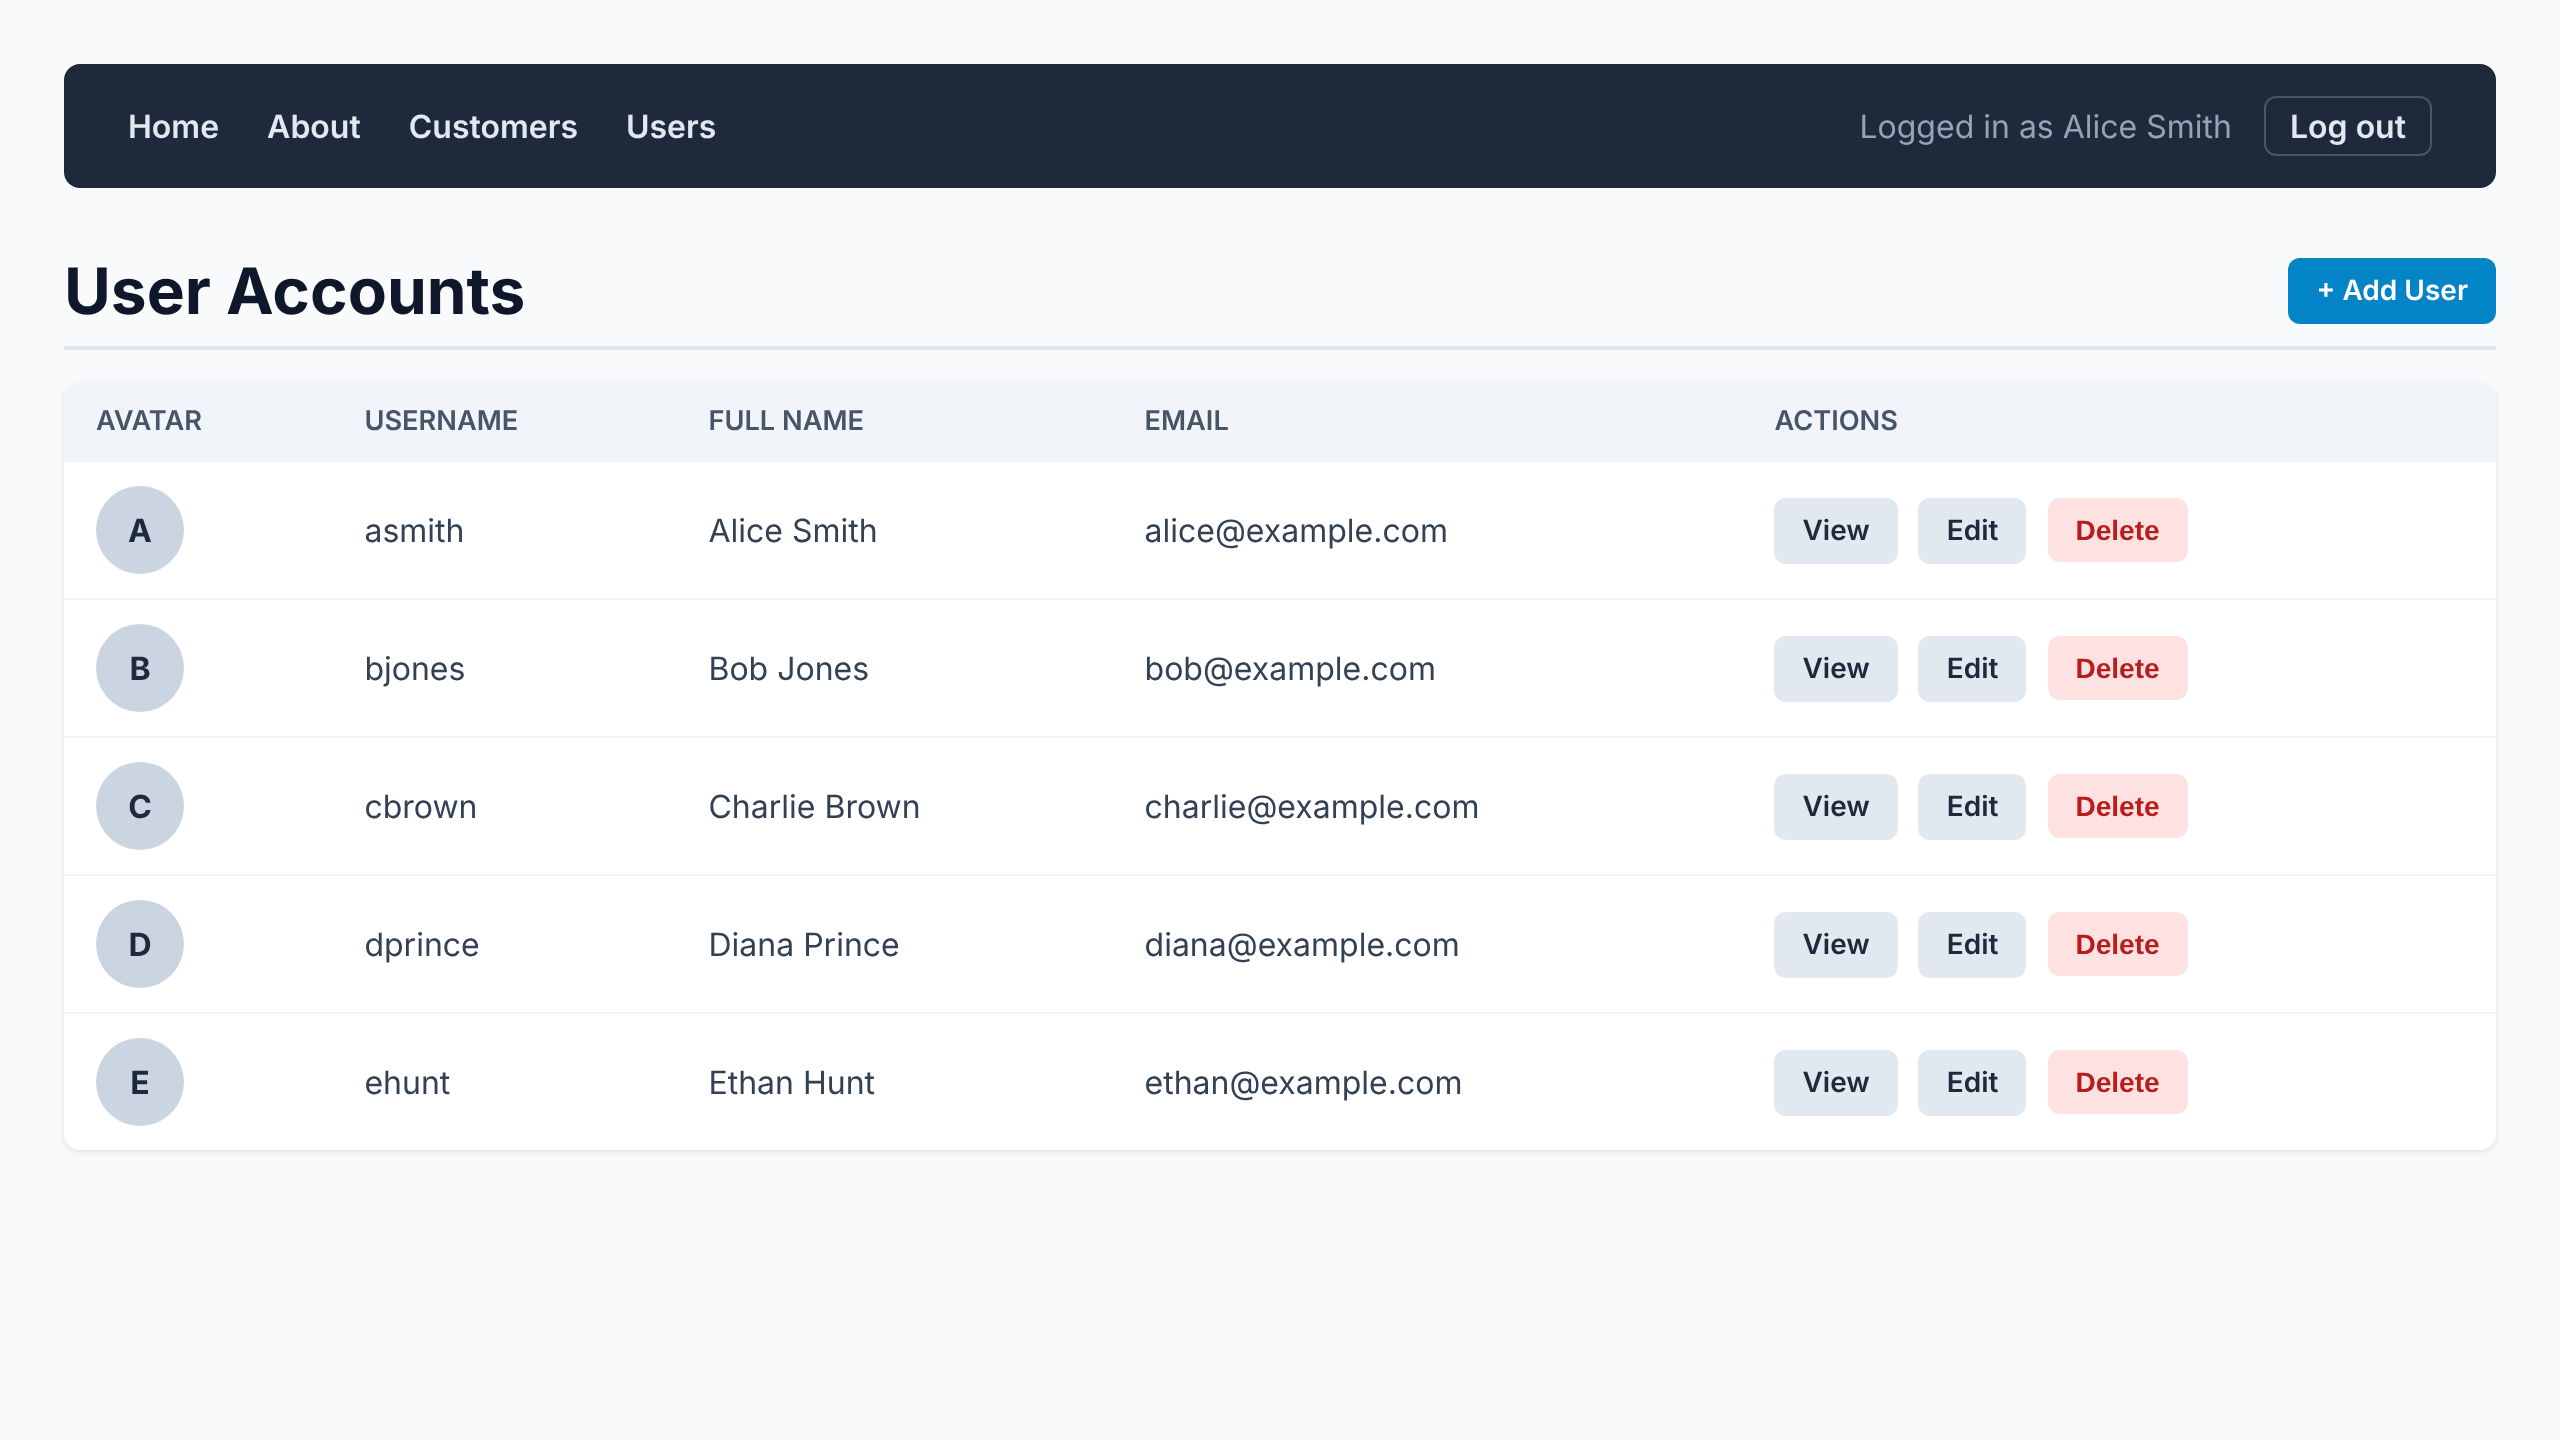 Home About Customers Users Logged in as Alice Smith Log out
User Accounts + Add User
AVATAR USERNAME FULL NAME EMAIL ACTIONS
A asmith Alice Smith alice@example.com View Edit Delete
B bjones Bob Jones bob@example.com View Edit Delete
C cbrown Charlie Brown charlie@example.com View Edit Delete
D dprince Diana Prince diana@example.com View Edit Delete
E ehunt Ethan Hunt ethan@example.com View Edit Delete